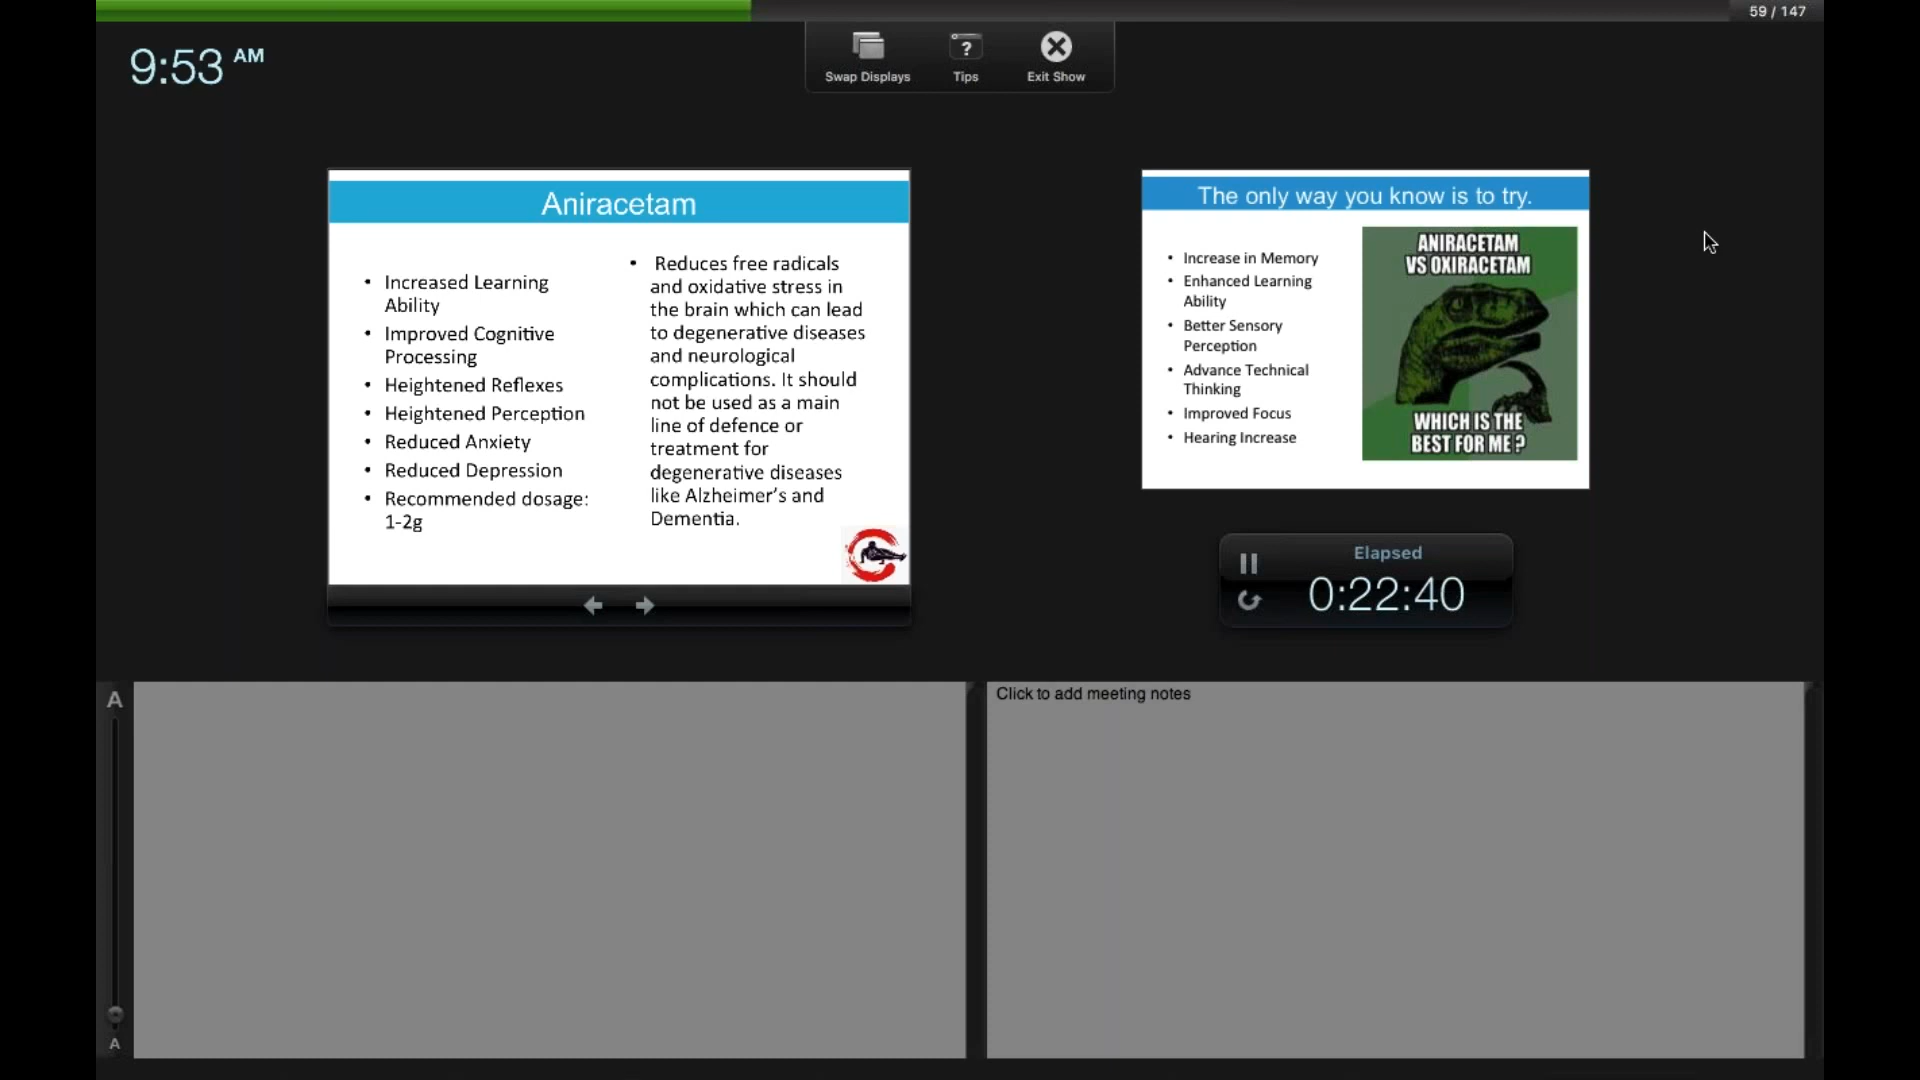 59 / 147
9:53 AM
Swap Displays
Tips
Exit Show
Aniracetam
• Increased Learning
Ability
• Improved Cognitive
Processing
• Heightened Reflexes
• Heightened Perception
• Reduced Anxiety
• Reduced Depression
• Recommended dosage:
1-2g
• Reduces free radicals
and oxidative stress in
the brain which can lead
to degenerative diseases
and neurological
complications. It should
not be used as a main
line of defence or
treatment for
degenerative diseases
like Alzheimer's and
Dementia.
The only way you know is to try.
• Increase in Memory
• Enhanced Learning
Ability
• Better Sensory
Perception
• Advance Technical
Thinking
• Improved Focus
• Hearing Increase
ANIRACETAM
VS OXIRACETAM
WHICH IS THE
BEST FOR ME ?
Elapsed
0:22:40
A
A
Click to add meeting notes